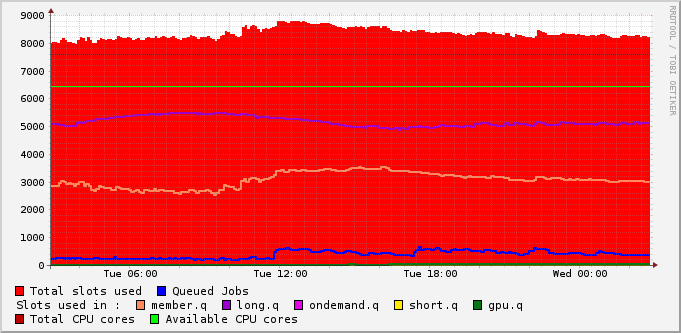 9000
8000
7000
6000
5000
4000
3000
2000
1000
0
Tue 06:00 Tue 12:00 Tue 18:00 Wed 00:00
Total slots used Queued Jobs
Slots used in : member.q long.q ondemand.q short.q gpu.q
Total CPU cores Available CPU cores
RRDTOOL / TOBI OETIKER